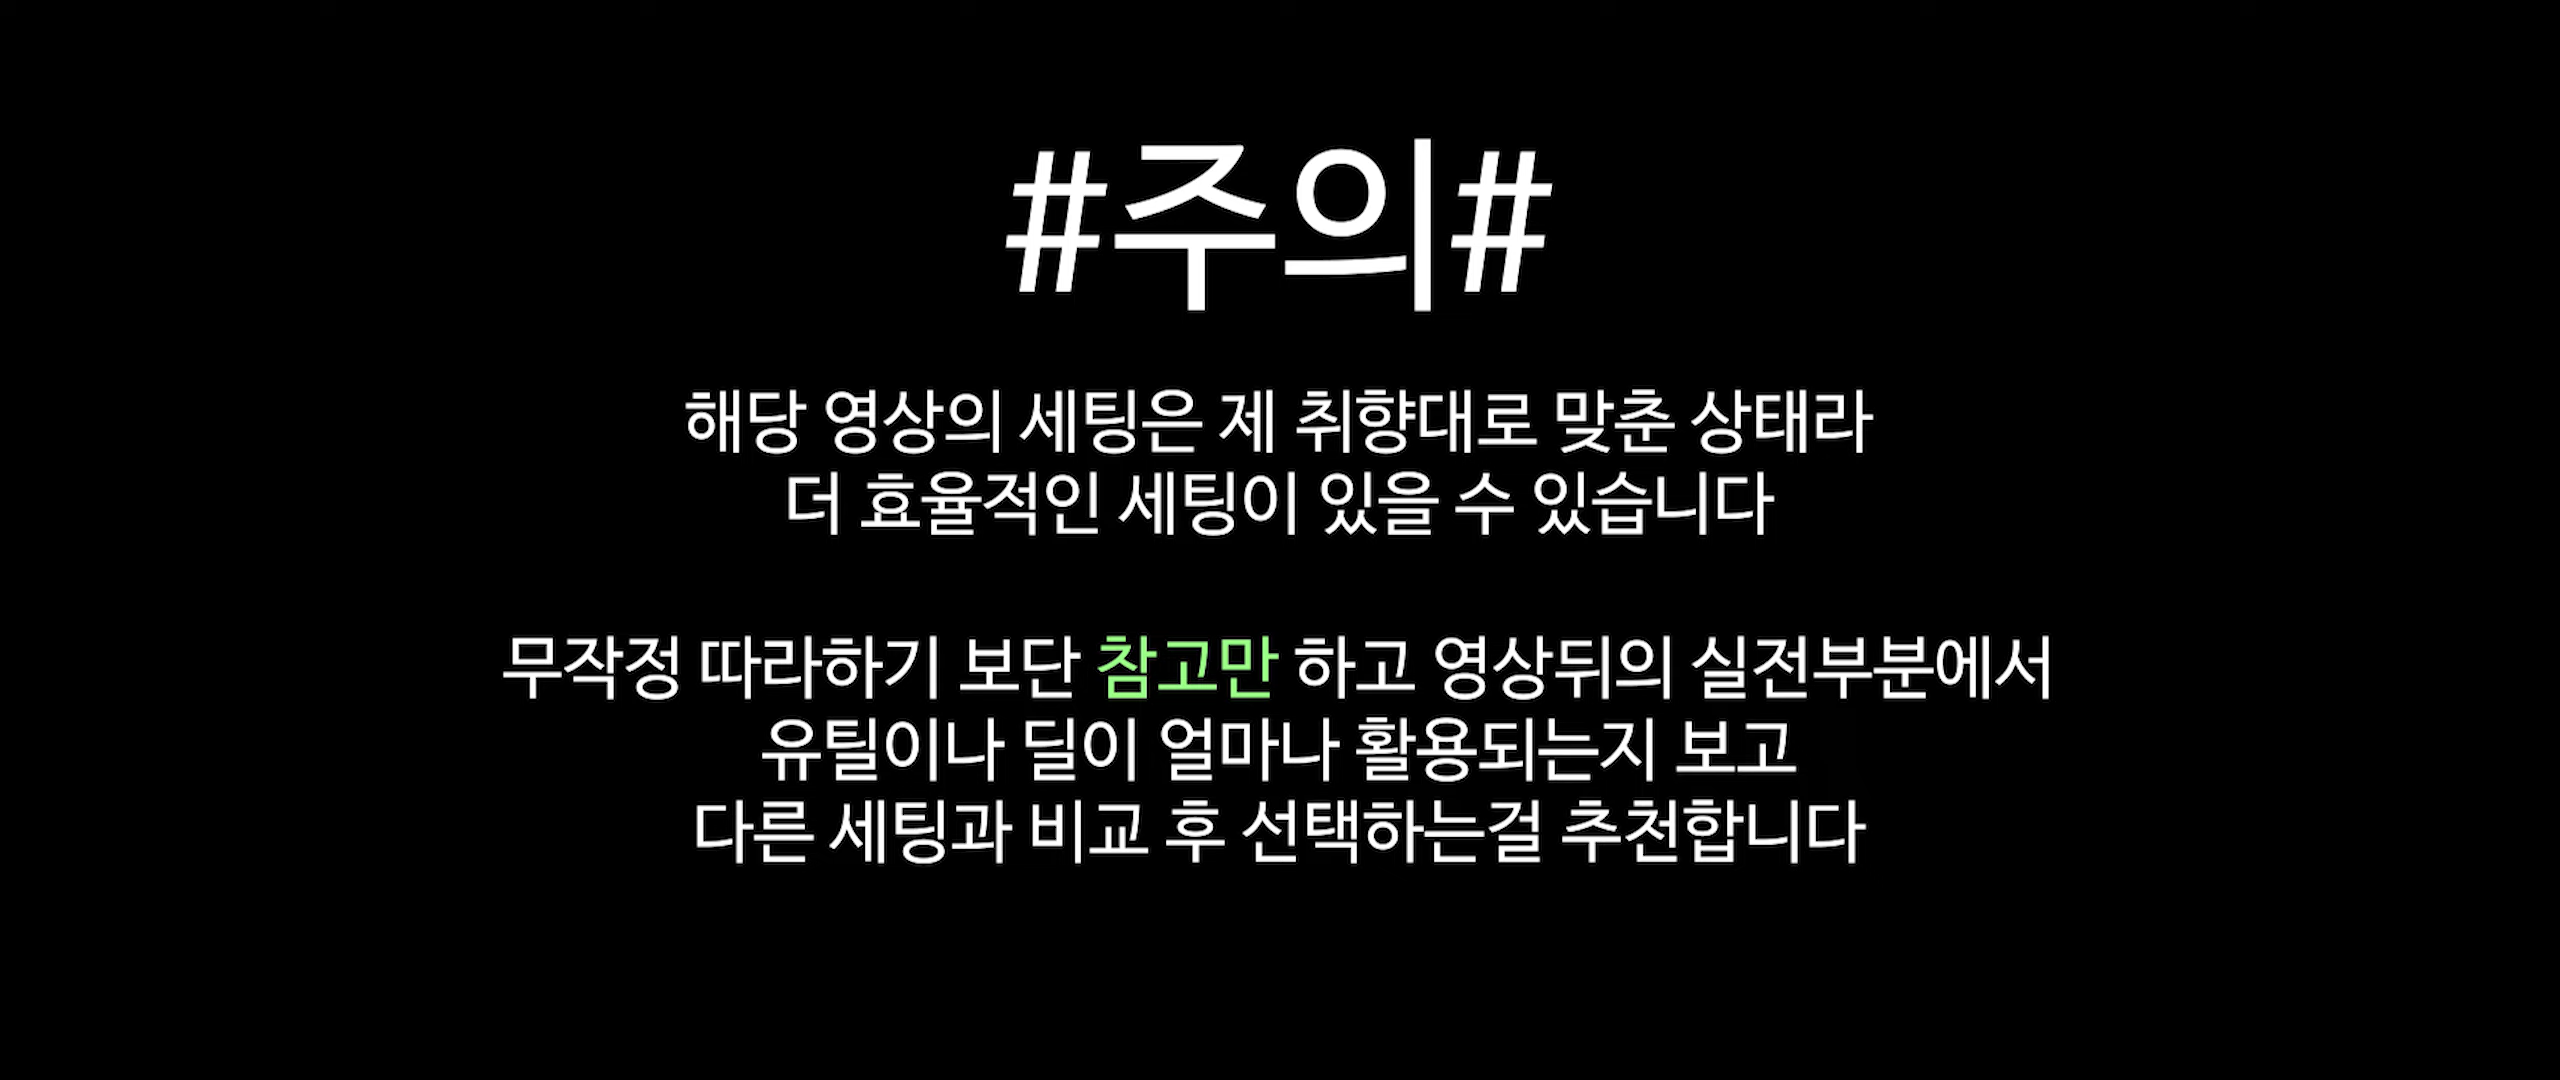 #주의#
해당 영상의 세팅은 제 취향대로 맞춘 상태라
더 효율적인 세팅이 있을 수 있습니다
무작정 따라하기 보단 참고만 하고 영상뒤의 실전부분에서
유틸이나 딜이 얼마나 활용되는지 보고
다른 세팅과 비교 후 선택하는걸 추천합니다